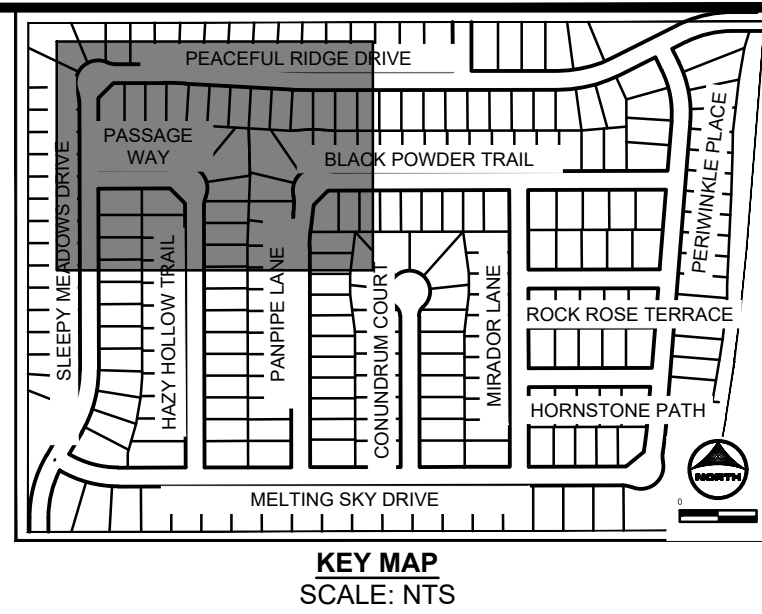 PEACEFUL RIDGE DRIVE
PASSAGE
WAY
BLACK POWDER TRAIL
SLEEPY MEADOWS DRIVE
PERIWINKLE PLACE
HAZY HOLLOW TRAIL
PANPIPE LANE
CONUNDRUM COURT
MIRADOR LANE
ROCK ROSE TERRACE
HORNSTONE PATH
MELTING SKY DRIVE
NORTH
0
KEY MAP
SCALE: NTS